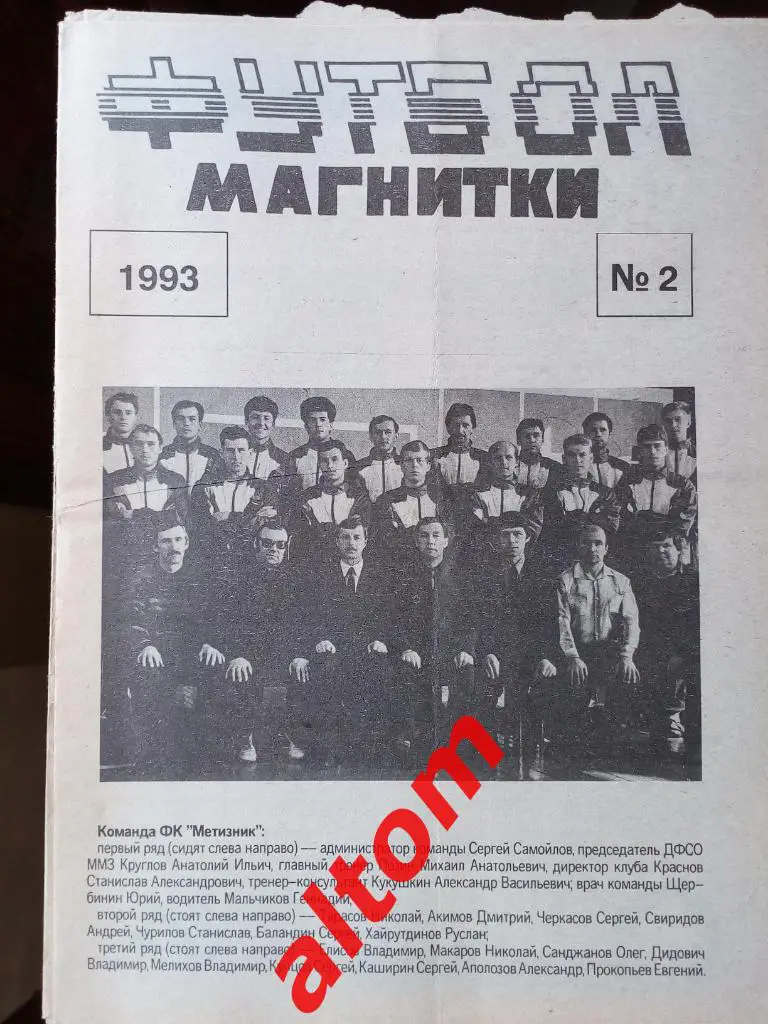 ФУТБОЛ
МАГНИТКИ
1993
№ 2
Команда ФК "Метизник":
первый ряд (сидят слева направо) — администратор команды Сергей Самойлов, председатель ДФСО
ММЗ Круглов Анатолий Ильич, главный тренер Михаил Анатольевич, директор клуба Краснов
Станислав Александрович, тренер-консультант Кукушкин Александр Васильевич; врач команды Щер-
бинин Юрий, водитель Мальчиков Геннадий;
второй ряд (стоят слева направо) — Тарасов Николай, Акимов Дмитрий, Черкасов Сергей, Свиридов
Андрей, Чурилов Станислав, Баландин Сергей, Хайрутдинов Руслан;
третий ряд (стоят слева направо) — Владимир, Макаров Николай, Санджанов Олег, Дидович
Владимир, Мелихов Владимир, Сергей, Каширин Сергей, Аполозов Александр, Прокопьев Евгений.
altom